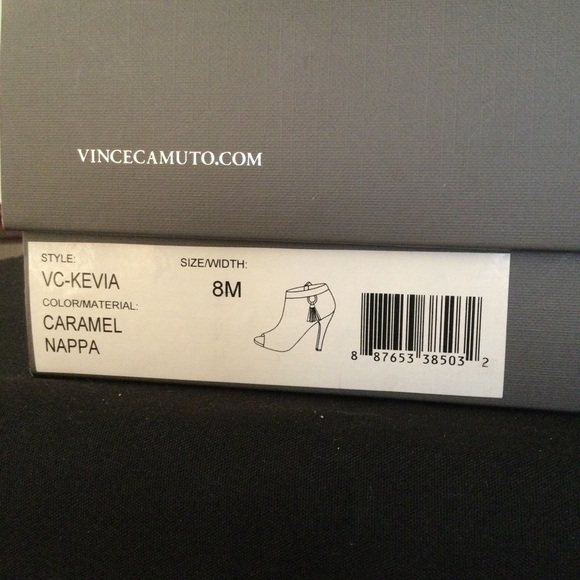 VINCECAMUTO.COM
STYLE:
VC-KEVIA
COLOR/MATERIAL:
CARAMEL
NAPPA
SIZE/WIDTH:
8M
8 87653 38503 2